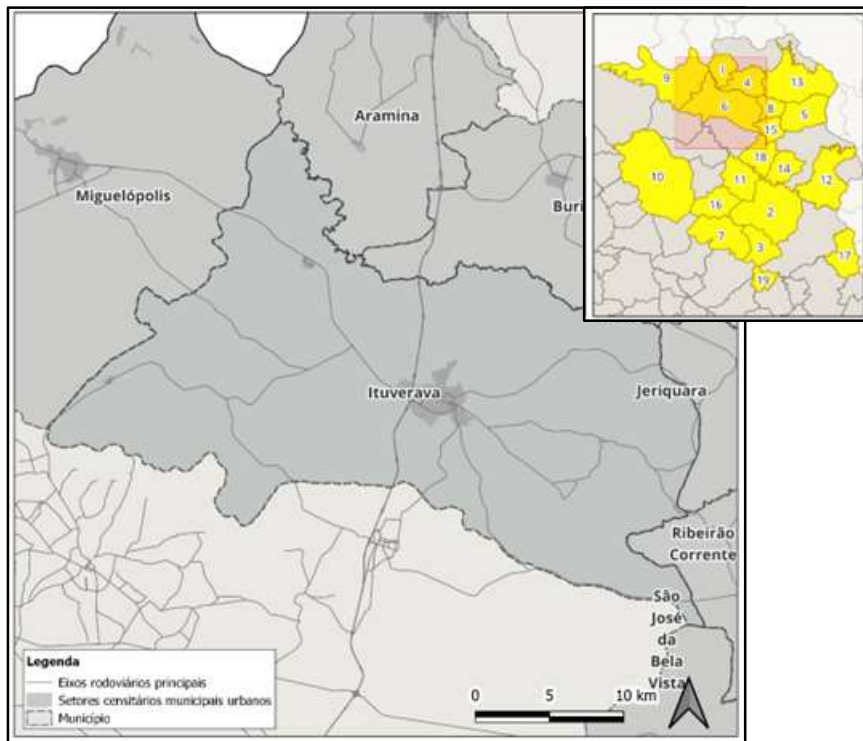 Aramina
Miguelópolis
Buri
Ituverava
Jeriquara
Ribeirão
Corrente
São
José
da
Bela
Vista
Legenda
Eixos rodoviários principais
Setores censitários municipais urbanos
Município
0 5 10 km
1
9
4
13
6
8
5
15
18
14
10
11
12
16
2
7
3
17
19